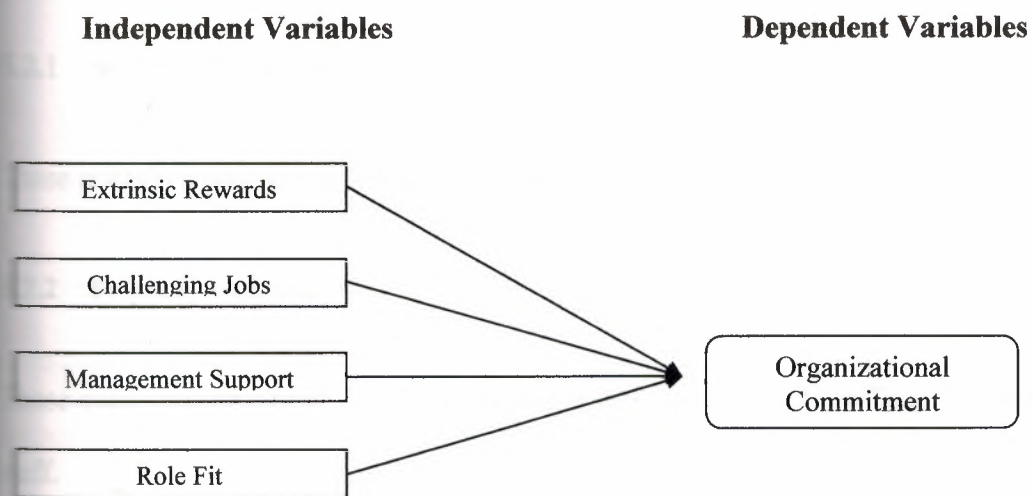 Independent Variables
Dependent Variables
Extrinsic Rewards
Challenging Jobs
Management Support
Role Fit
Organizational
Commitment